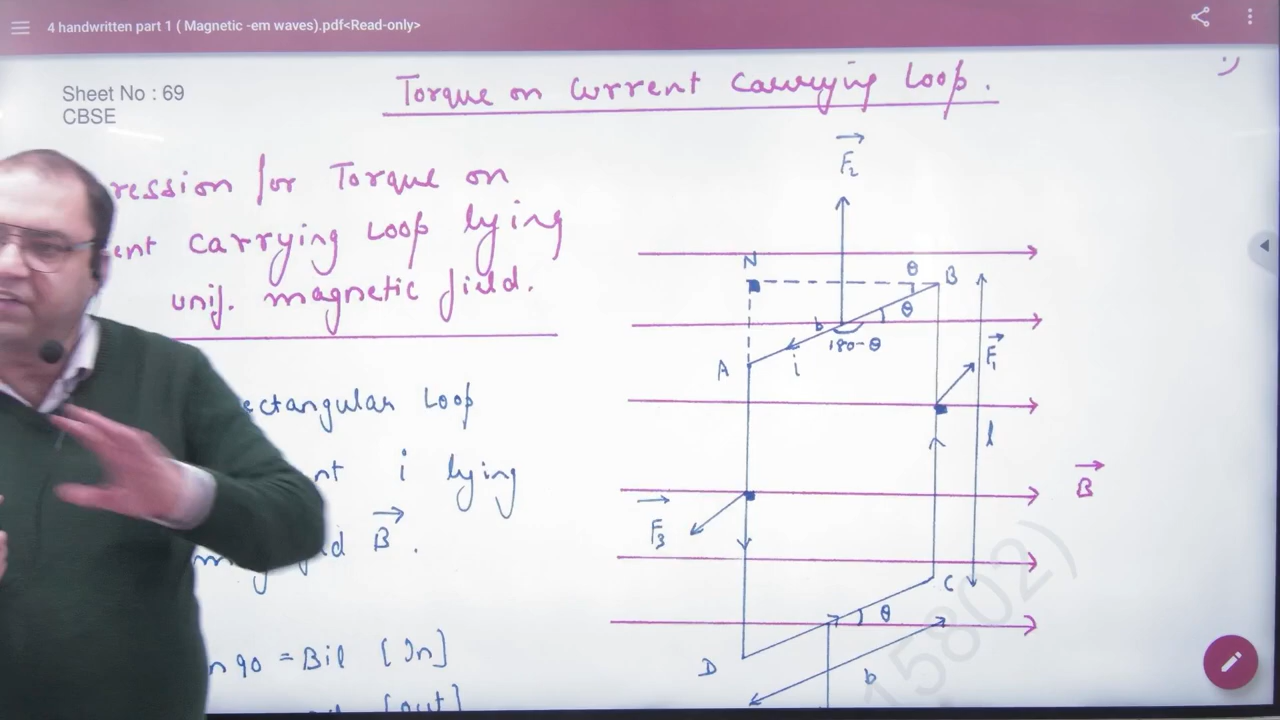 4 handwritten part 1 ( Magnetic -em waves).pdf<Read-only>
Sheet No : 69
CBSE
Torque on Current Carrying Loop.
ression for Torque on
ent Carrying Loop lying
unif. magnetic field.
ectangular Loop
nt i lying
B
.
n 90 = Bil [In]
[out]
F2
N
θ
B
θ
b
180-θ
A
i
F1
l
B
F3
C
θ
D
b
15802)